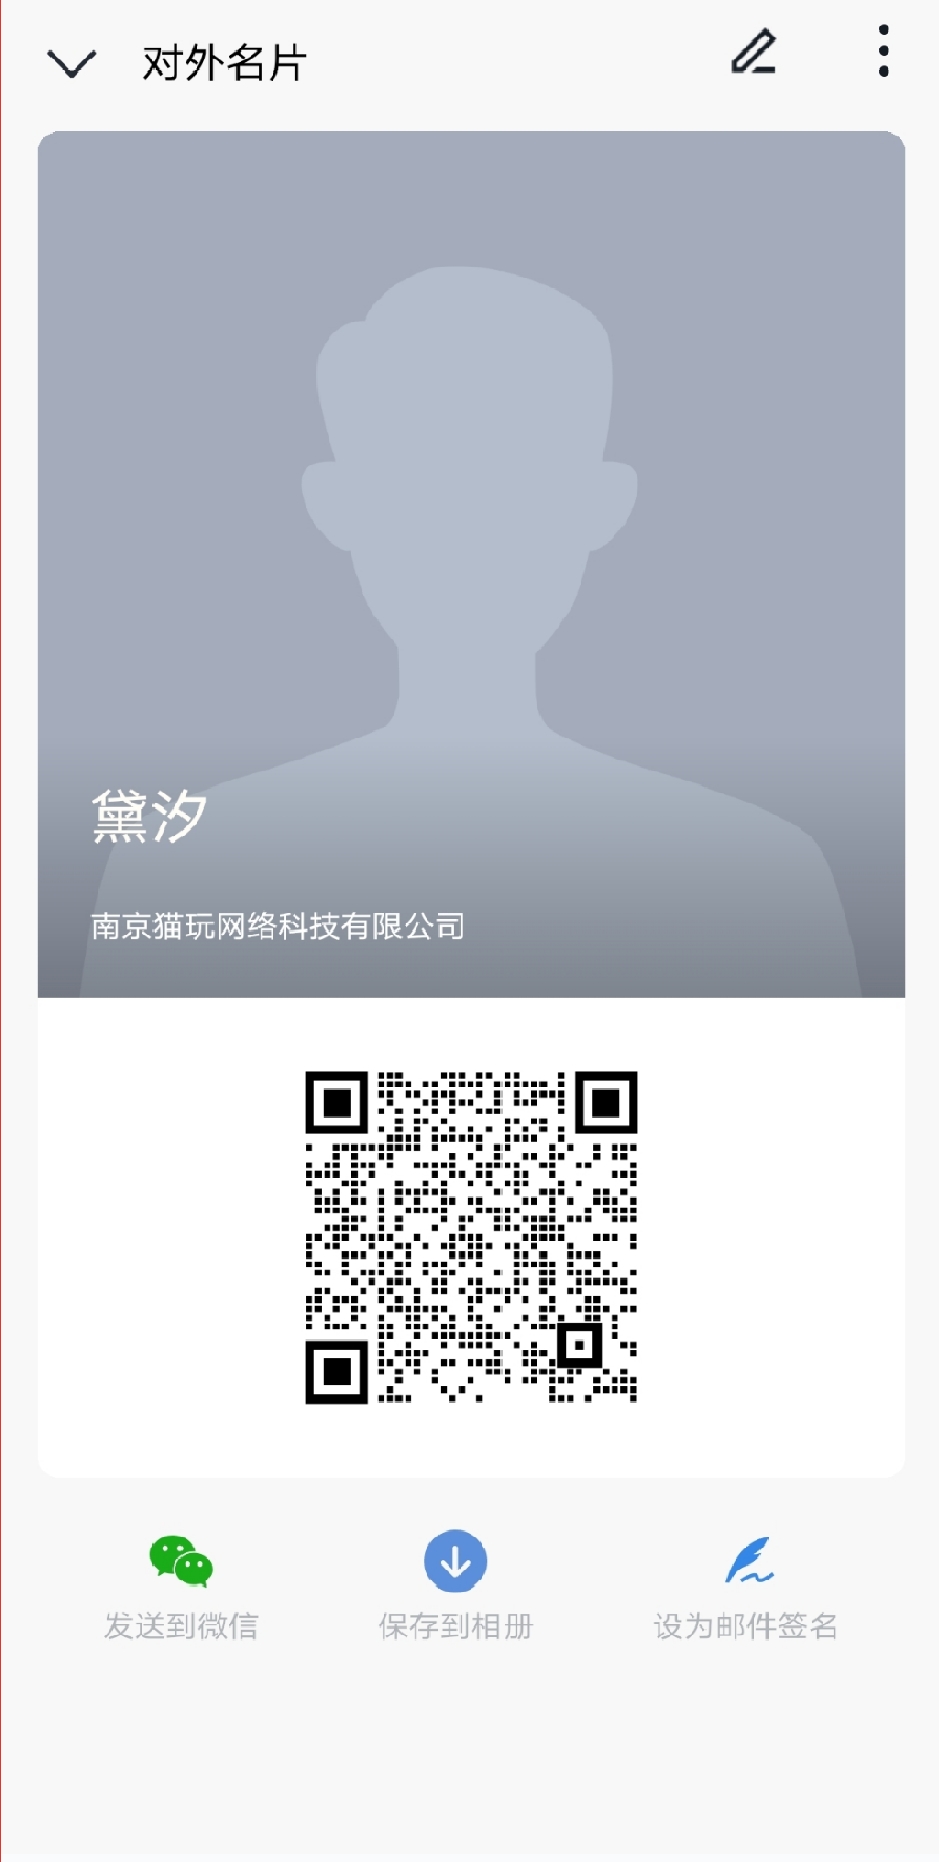 对外名片
黛汐
南京猫玩网络科技有限公司
发送到微信
保存到相册
设为邮件签名